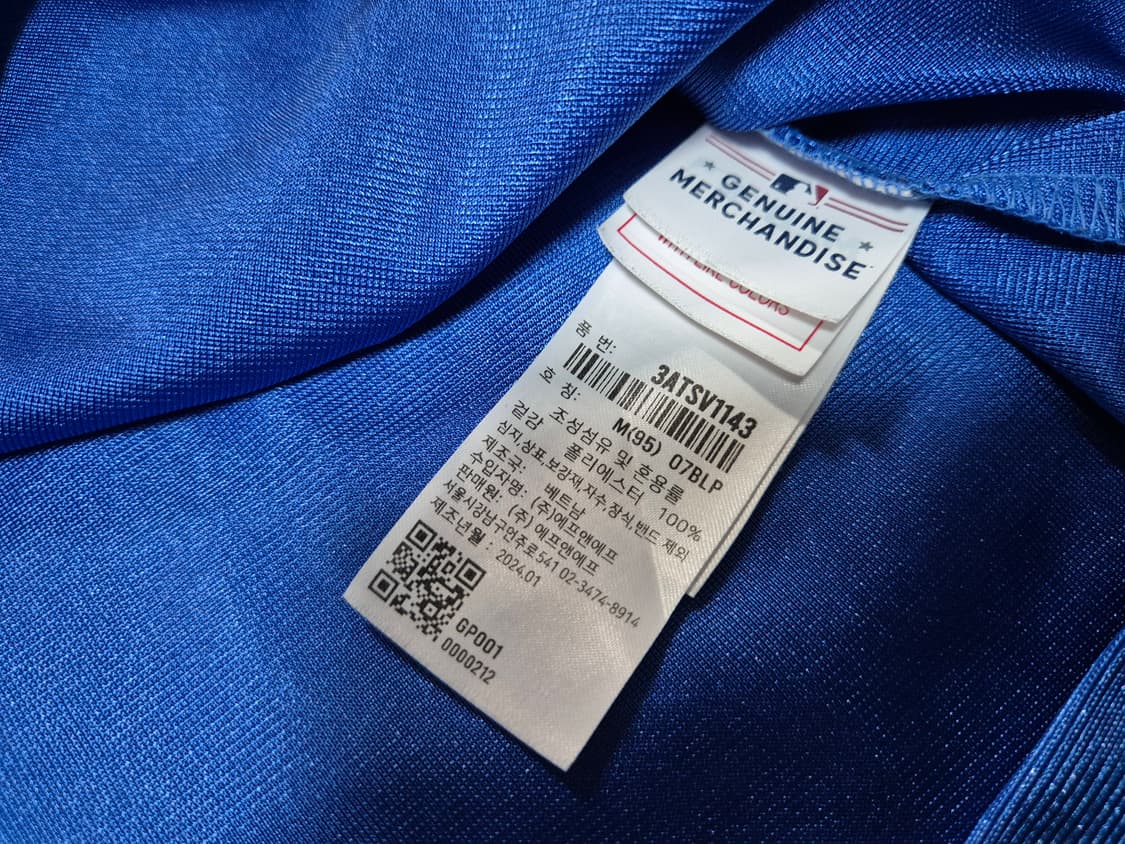 GENUINE
MERCHANDISE
WITH LIKE COLORS
품 번:
3ATSV1143
호 칭:
M(95) 07BLP
조성섬유 및 혼용률
겉감 폴리에스터 100%
심지,상표,보강재,자수,장식,밴드 제외
제조국: 베트남
수입자명: (주)에프앤에프
판매원: (주)에프앤에프
서울시강남구언주로541 02-3474-8914
제조년월 : 2024.01
GP001
0000212